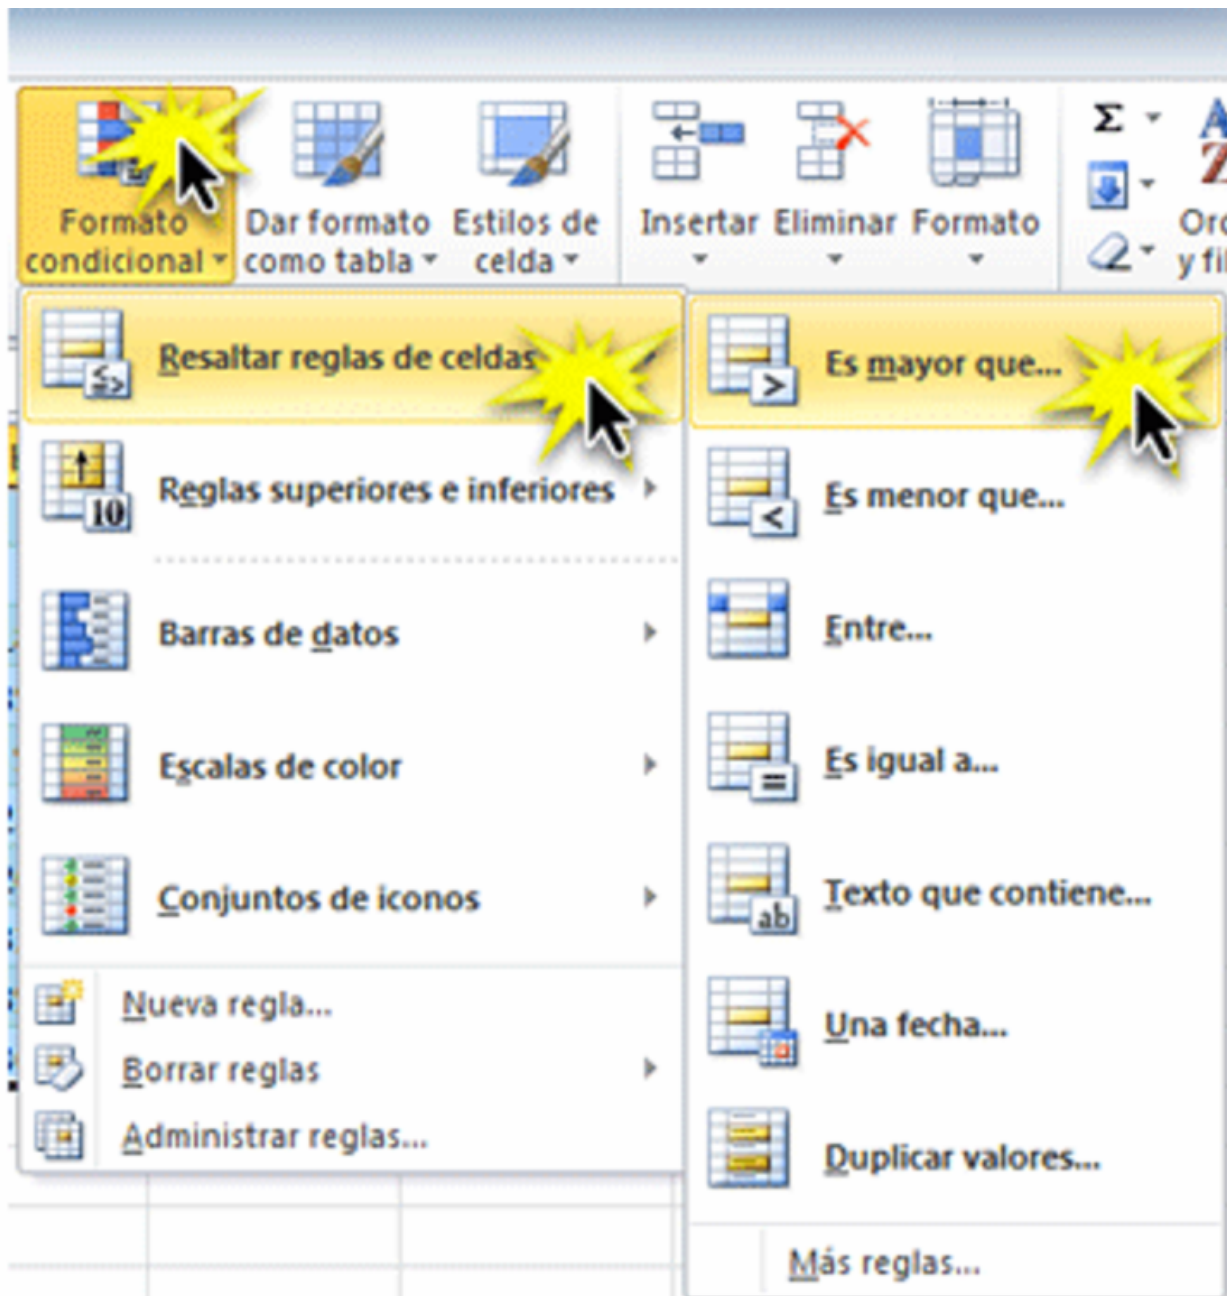 Formato
condicional
Dar formato
como tabla
Estilos de
celda
Insertar
Eliminar
Formato
Σ
y
Resaltar reglas de celdas
10
Reglas superiores e inferiores
Barras de datos
Escalas de color
Conjuntos de iconos
Nueva regla...
Borrar reglas
Administrar reglas...
>
Es mayor que...
<
Es menor que...
Entre...
=
Es igual a...
ab
Texto que contiene...
Una fecha...
Duplicar valores...
Más reglas...